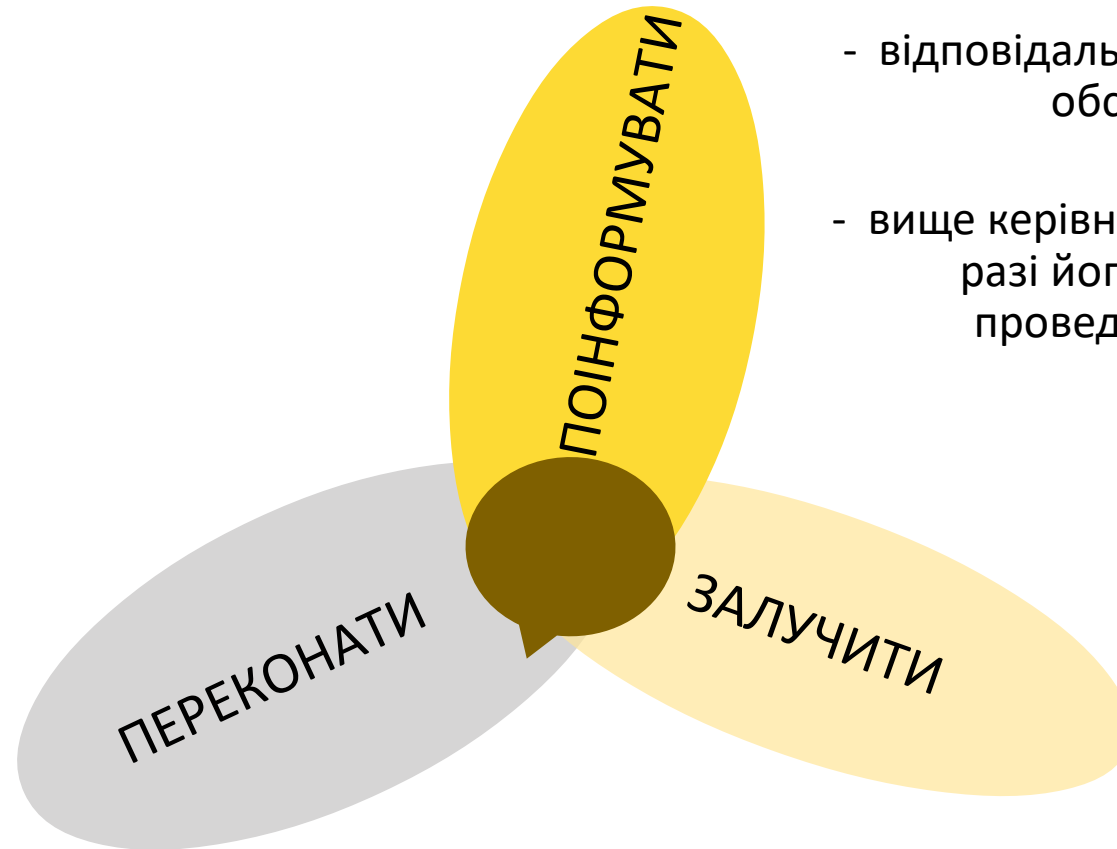 ПОІНФОРМУВАТИ
- відповідаль
обо
- вище керівн
разі йог
провед
ПЕРЕКОНАТИ
ЗАЛУЧИТИ